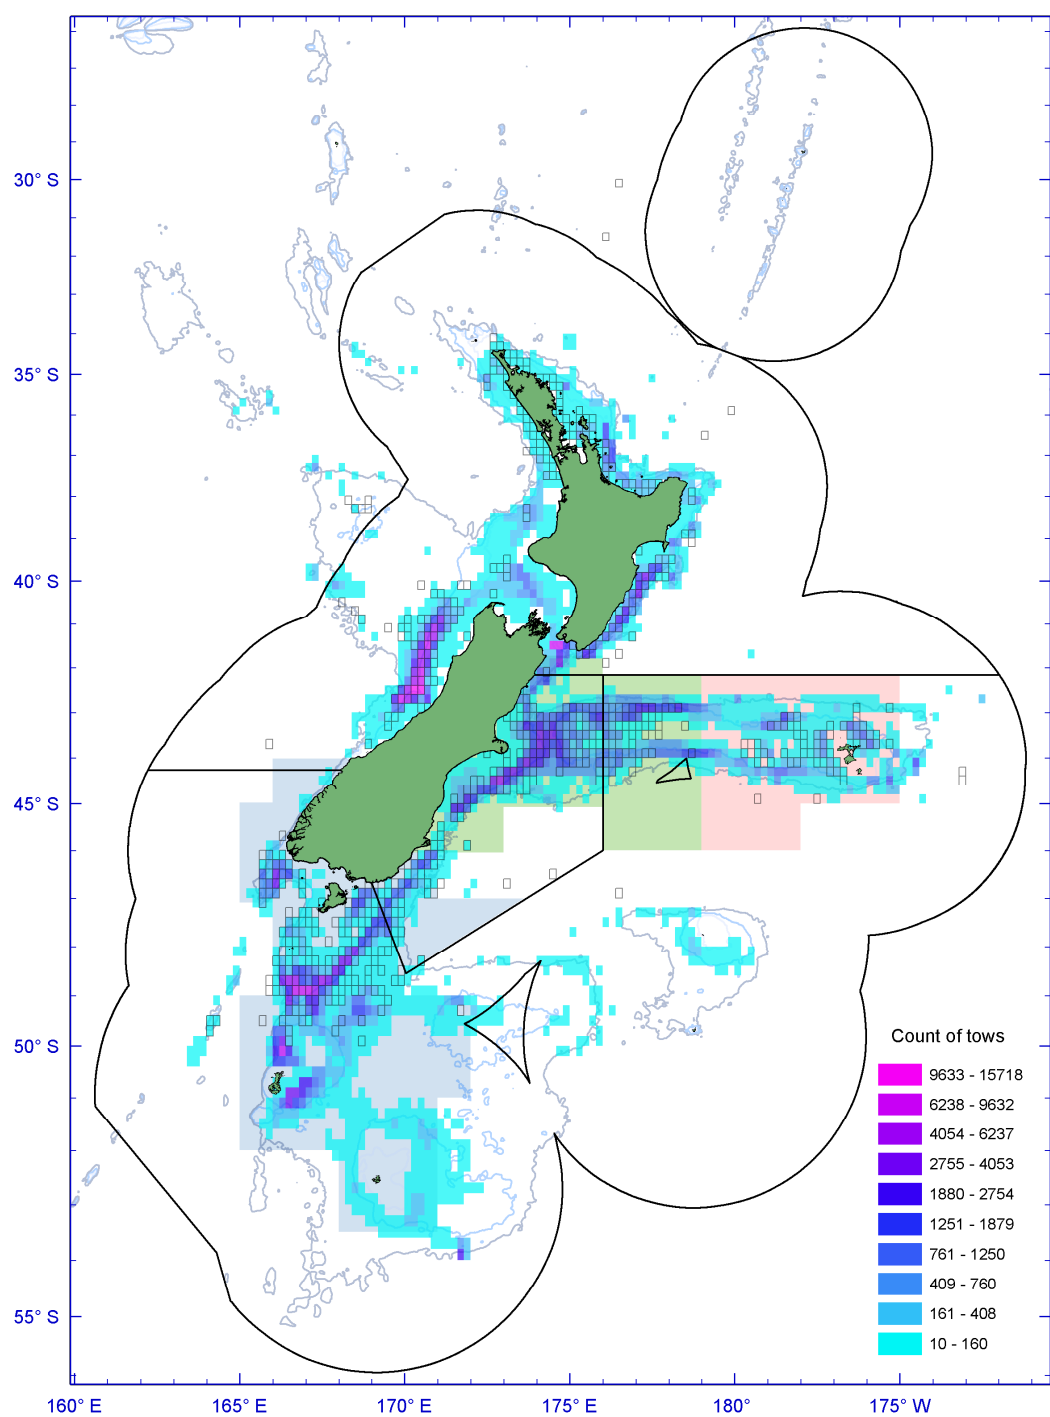 30° S
35° S
40° S
45° S
50° S
55° S
Count of tows
9633 - 15718
6238 - 9632
4054 - 6237
2755 - 4053
1880 - 2754
1251 - 1879
761 - 1250
409 - 760
161 - 408
10 - 160
160° E 165° E 170° E 175° E 180° 175° W